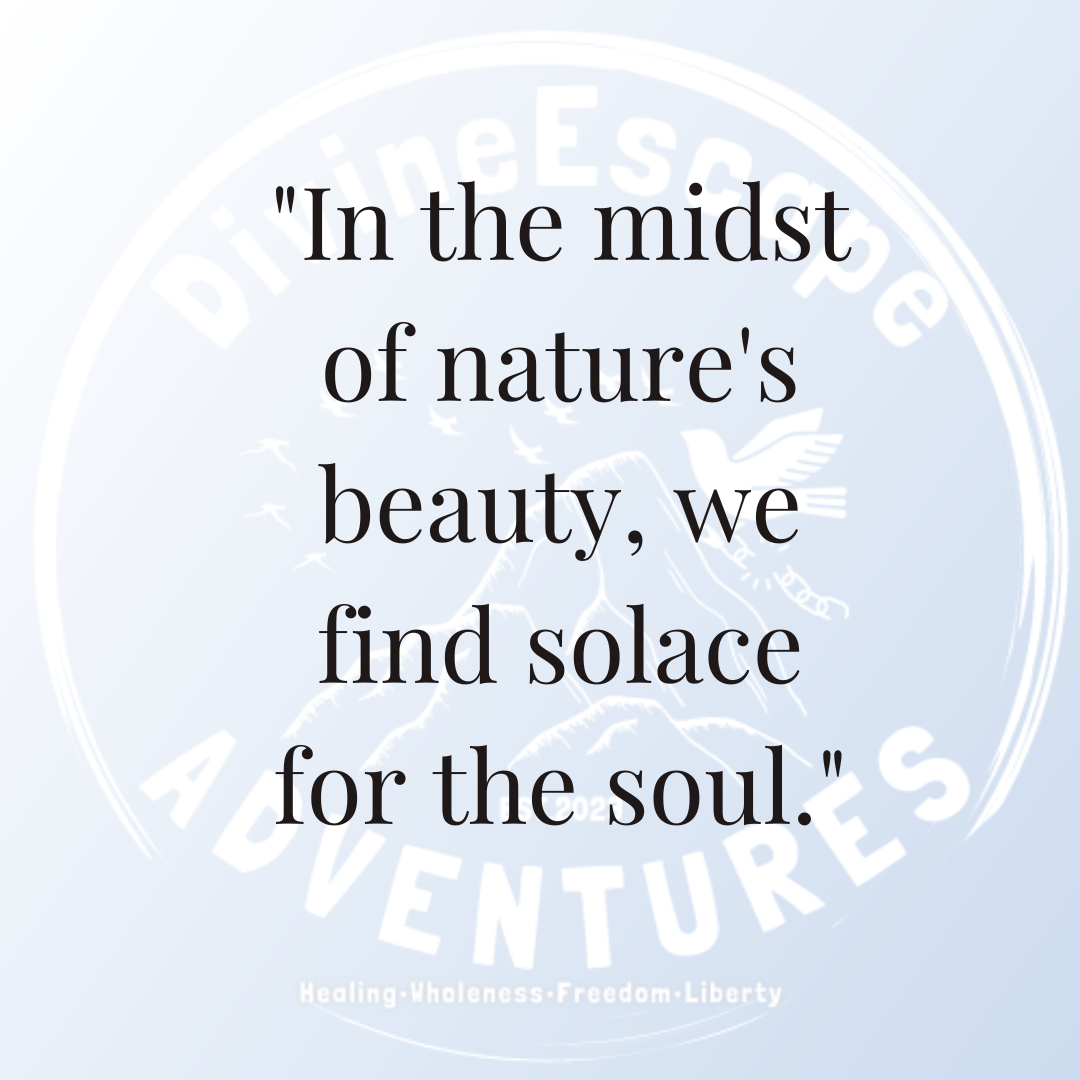 DivineEscape
"In the midst
of nature's
beauty, we
find solace
for the soul."
ADVENTURES
Healing·Wholeness·Freedom·Liberty